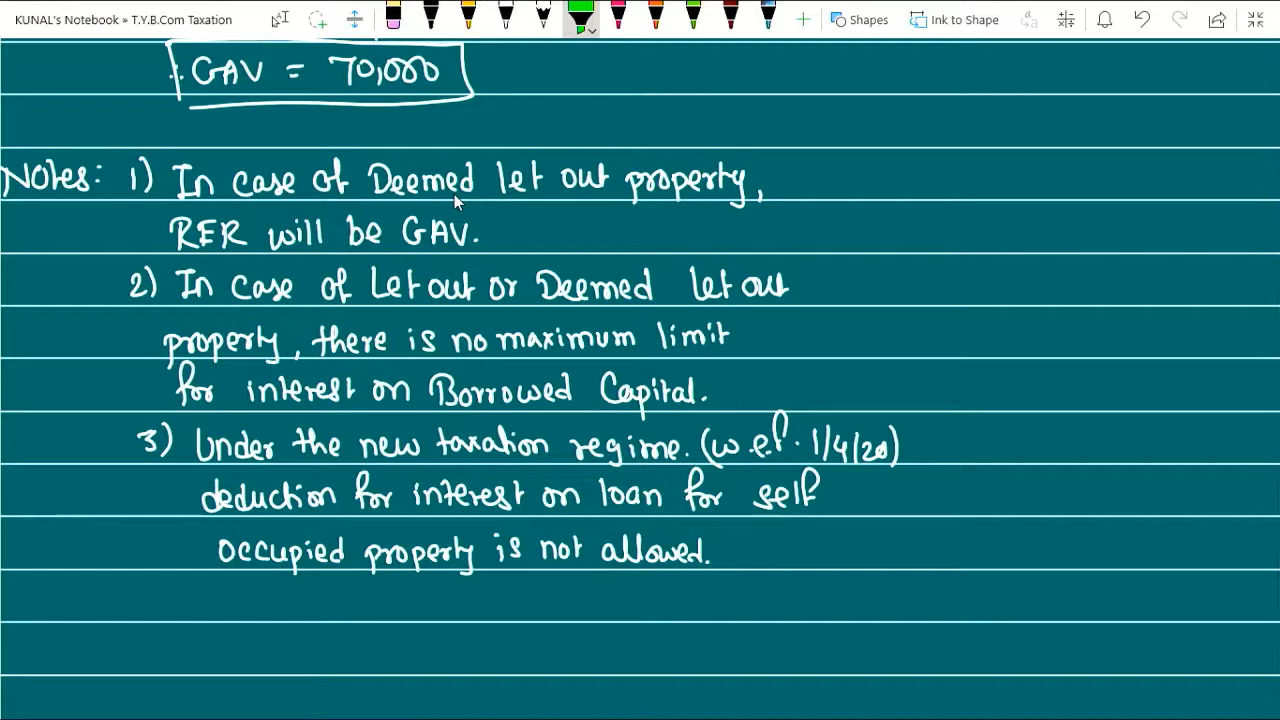 KUNAL's Notebook » T.Y.B.Com Taxation
Shapes
Ink to Shape
∴ GAV = 70,000
Notes: 1) In case of Deemed let out property,
RER will be GAV.
2) In case of Let out or Deemed let out
property, there is no maximum limit
for interest on Borrowed Capital.
3) Under the new taxation regime. (w.e.f. 1/4/20)
deduction for interest on loan for self
occupied property is not allowed.